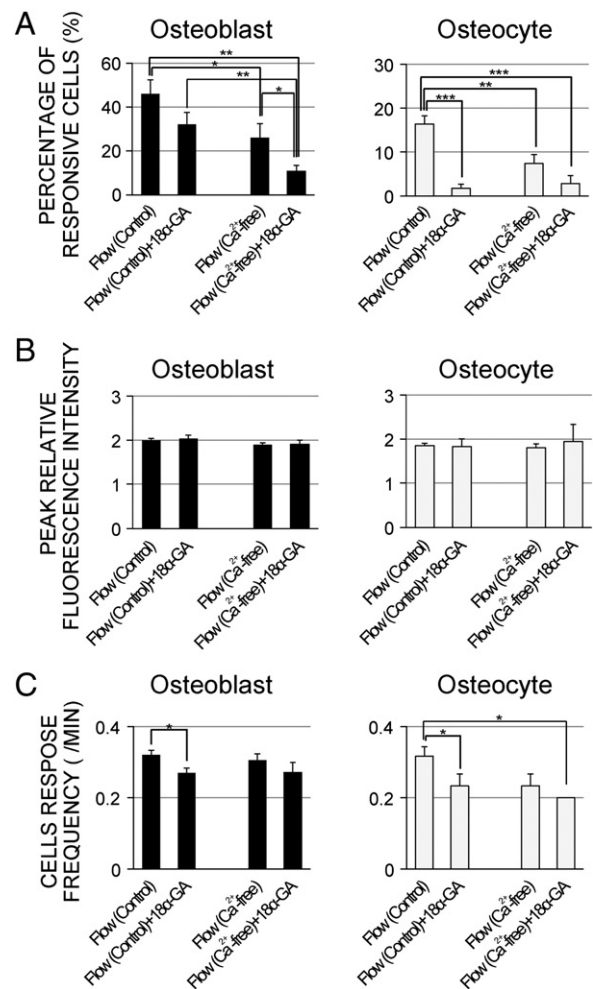 A
Osteoblast
Osteocyte
PERCENTAGE OF
RESPONSIVE CELLS (%)
60
40
20
0
**
*
**
*
30
20
10
0
***
**
***
Flow (Control)
Flow (Control)+18α-GA
Flow (Ca²⁺-free)
Flow (Ca²⁺-free)+18α-GA
Flow (Control)
Flow (Control)+18α-GA
Flow (Ca²⁺-free)
Flow (Ca²⁺-free)+18α-GA
B
Osteoblast
Osteocyte
PEAK RELATIVE
FLUORESCENCE INTENSITY
3
2
1
0
3
2
1
0
Flow (Control)
Flow (Control)+18α-GA
Flow (Ca²⁺-free)
Flow (Ca²⁺-free)+18α-GA
Flow (Control)
Flow (Control)+18α-GA
Flow (Ca²⁺-free)
Flow (Ca²⁺-free)+18α-GA
C
Osteoblast
Osteocyte
CELLS RESPOSE
FREQUENCY ( /MIN)
0.4
0.2
0
*
0.4
0.2
0
*
*
Flow (Control)
Flow (Control)+18α-GA
Flow (Ca²⁺-free)
Flow (Ca²⁺-free)+18α-GA
Flow (Control)
Flow (Control)+18α-GA
Flow (Ca²⁺-free)
Flow (Ca²⁺-free)+18α-GA